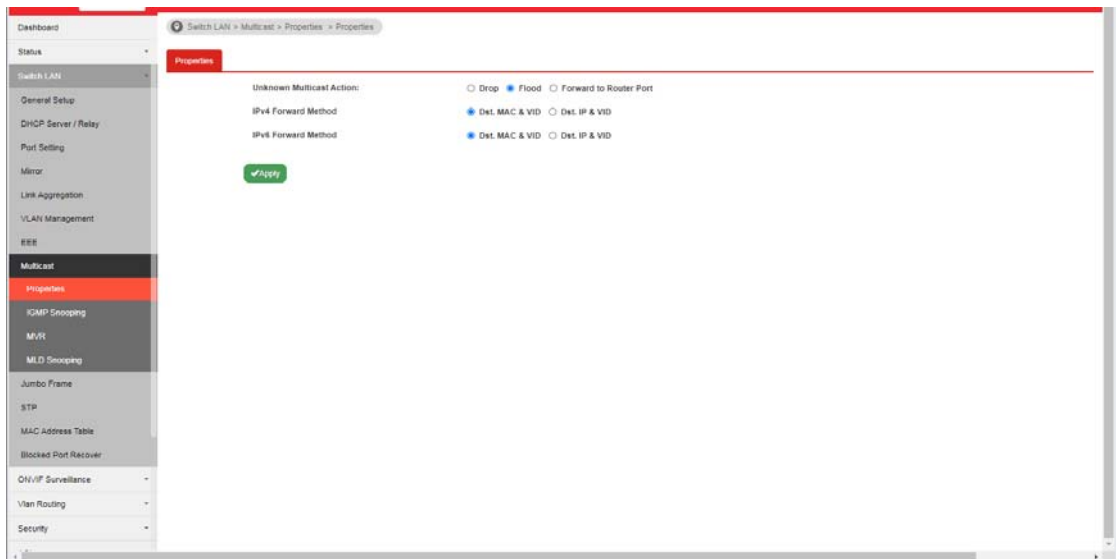 Dashboard
Switch LAN > Multicast > Properties > Properties
Status
Properties
Switch LAN
Unknown Multicast Action: Drop Flood Forward to Router Port
General Setup
IPv4 Forward Method Dst. MAC & VID Dst. IP & VID
DHCP Server / Relay
IPv6 Forward Method Dst. MAC & VID Dst. IP & VID
Port Setting
Mirror
Apply
Link Aggregation
VLAN Management
EEE
Multicast
Properties
IGMP Snooping
MVR
MLD Snooping
Jumbo Frame
STP
MAC Address Table
Blocked Port Recover
ONVIF Surveillance
Vlan Routing
Security